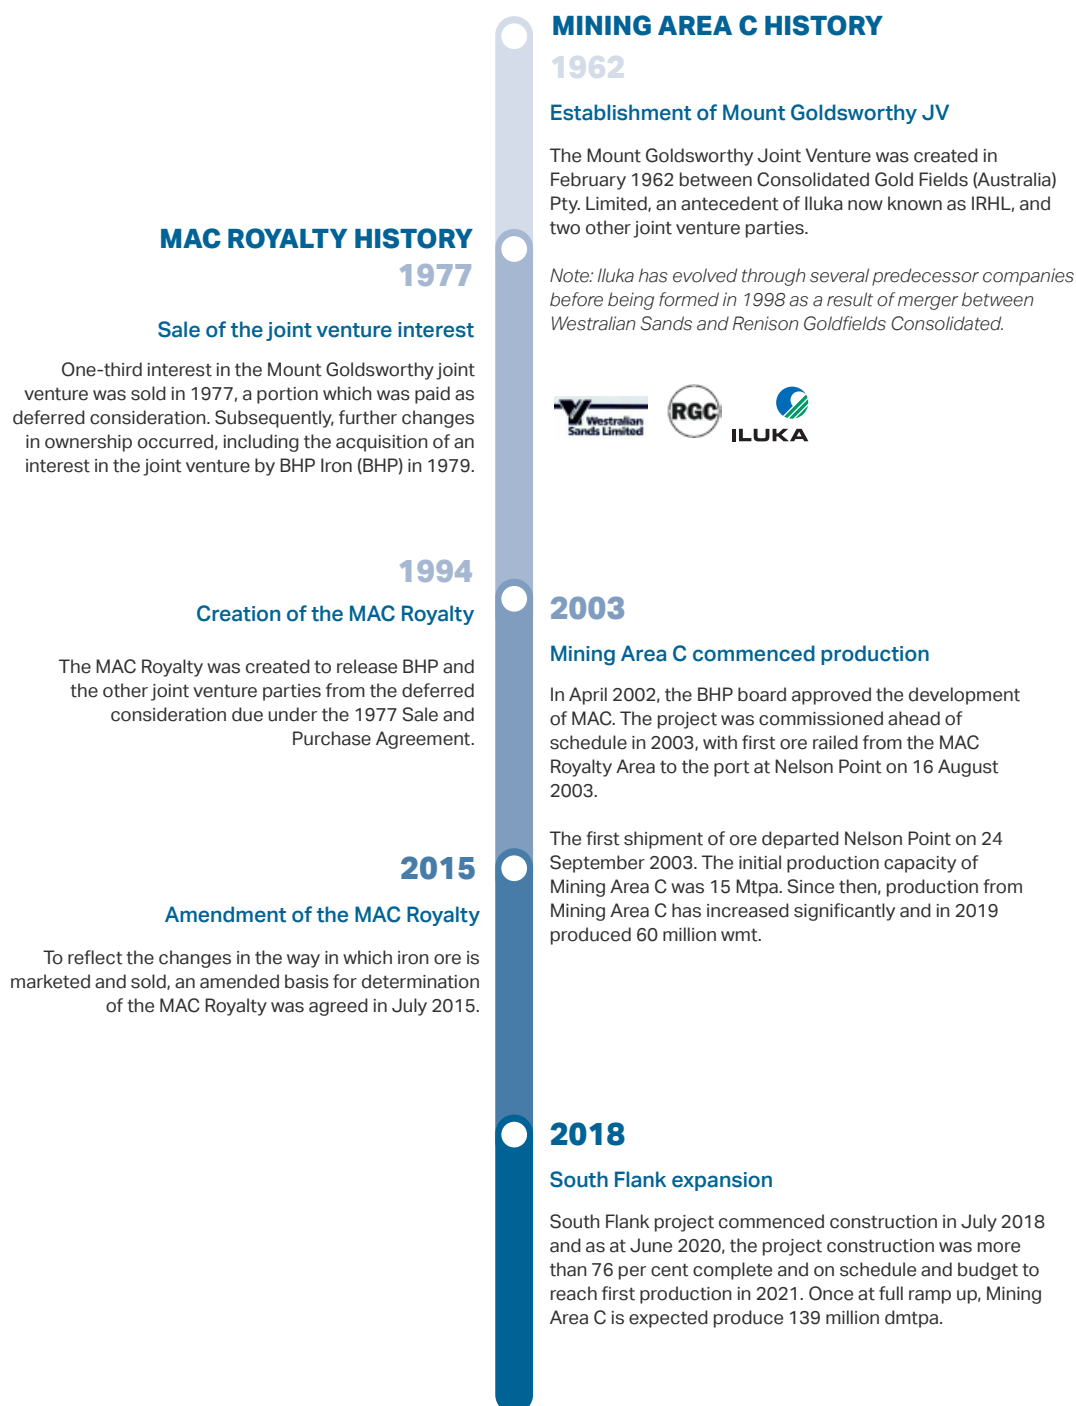 MINING AREA C HISTORY
1962
Establishment of Mount Goldsworthy JV
The Mount Goldsworthy Joint Venture was created in
February 1962 between Consolidated Gold Fields (Australia)
Pty. Limited, an antecedent of Iluka now known as IRHL, and
two other joint venture parties.
Note: Iluka has evolved through several predecessor companies
before being formed in 1998 as a result of merger between
Westralian Sands and Renison Goldfields Consolidated.
Westralian
Sands Limited
RGC
ILUKA
MAC ROYALTY HISTORY
1977
Sale of the joint venture interest
One-third interest in the Mount Goldsworthy joint
venture was sold in 1977, a portion which was paid as
deferred consideration. Subsequently, further changes
in ownership occurred, including the acquisition of an
interest in the joint venture by BHP Iron (BHP) in 1979.
1994
Creation of the MAC Royalty
The MAC Royalty was created to release BHP and
the other joint venture parties from the deferred
consideration due under the 1977 Sale and
Purchase Agreement.
2003
Mining Area C commenced production
In April 2002, the BHP board approved the development
of MAC. The project was commissioned ahead of
schedule in 2003, with first ore railed from the MAC
Royalty Area to the port at Nelson Point on 16 August
2003.
The first shipment of ore departed Nelson Point on 24
September 2003. The initial production capacity of
Mining Area C was 15 Mtpa. Since then, production from
Mining Area C has increased significantly and in 2019
produced 60 million wmt.
2015
Amendment of the MAC Royalty
To reflect the changes in the way in which iron ore is
marketed and sold, an amended basis for determination
of the MAC Royalty was agreed in July 2015.
2018
South Flank expansion
South Flank project commenced construction in July 2018
and as at June 2020, the project construction was more
than 76 per cent complete and on schedule and budget to
reach first production in 2021. Once at full ramp up, Mining
Area C is expected produce 139 million dmtpa.